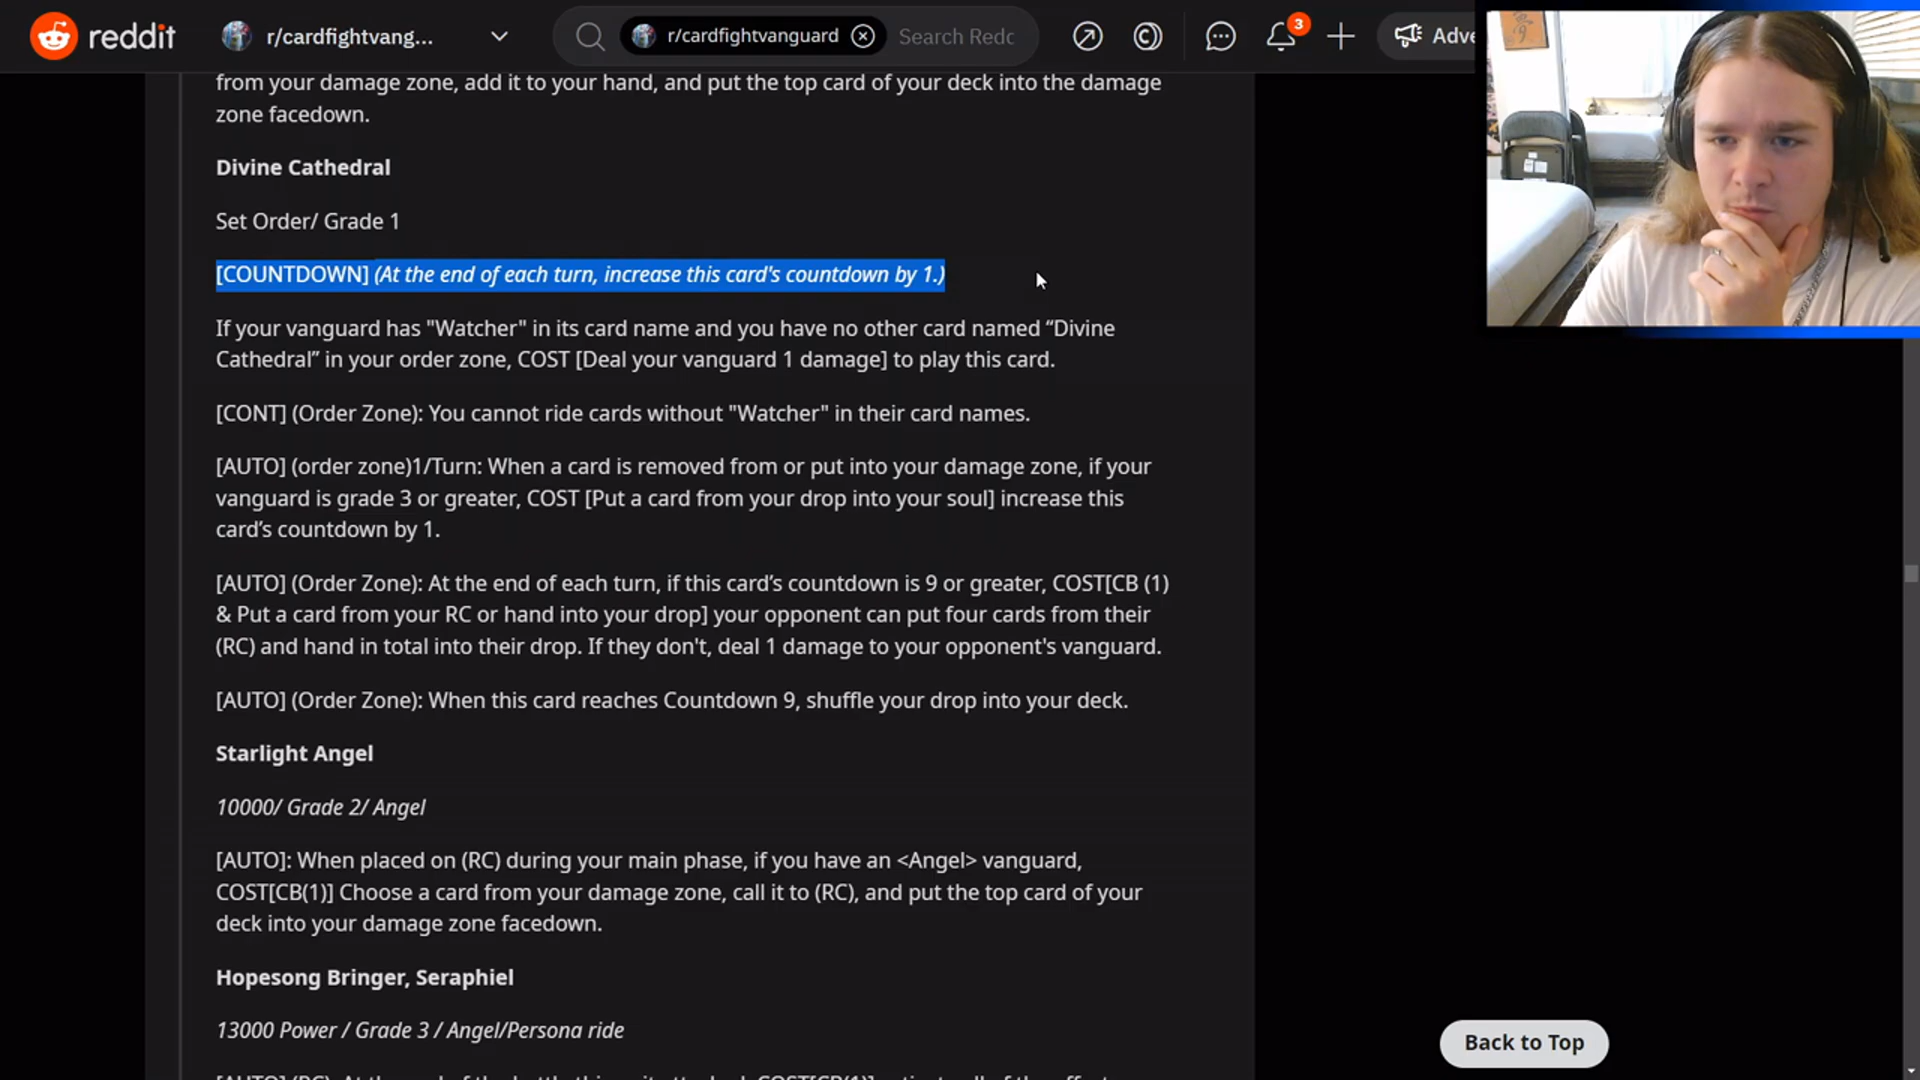 reddit
r/cardfightvang...
r/cardfightvanguard
Search Redc
3
Adve
from your damage zone, add it to your hand, and put the top card of your deck into the damage
zone facedown.
Divine Cathedral
Set Order/ Grade 1
[COUNTDOWN] (At the end of each turn, increase this card's countdown by 1.)
If your vanguard has "Watcher" in its card name and you have no other card named “Divine
Cathedral” in your order zone, COST [Deal your vanguard 1 damage] to play this card.
[CONT] (Order Zone): You cannot ride cards without "Watcher" in their card names.
[AUTO] (order zone)1/Turn: When a card is removed from or put into your damage zone, if your
vanguard is grade 3 or greater, COST [Put a card from your drop into your soul] increase this
card’s countdown by 1.
[AUTO] (Order Zone): At the end of each turn, if this card’s countdown is 9 or greater, COST[CB (1)
& Put a card from your RC or hand into your drop] your opponent can put four cards from their
(RC) and hand in total into their drop. If they don't, deal 1 damage to your opponent's vanguard.
[AUTO] (Order Zone): When this card reaches Countdown 9, shuffle your drop into your deck.
Starlight Angel
10000/ Grade 2/ Angel
[AUTO]: When placed on (RC) during your main phase, if you have an <Angel> vanguard,
COST[CB(1)] Choose a card from your damage zone, call it to (RC), and put the top card of your
deck into your damage zone facedown.
Hopesong Bringer, Seraphiel
13000 Power / Grade 3 / Angel/Persona ride
Back to Top